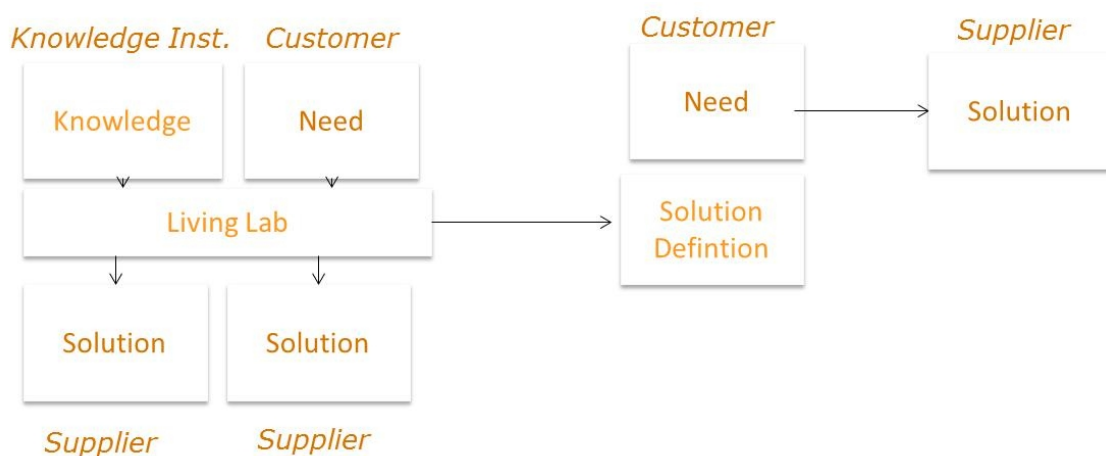 Knowledge Inst.
Customer
Knowledge
Need
Living Lab
Solution
Solution
Supplier
Supplier
Customer
Supplier
Need
Solution
Solution
Defintion